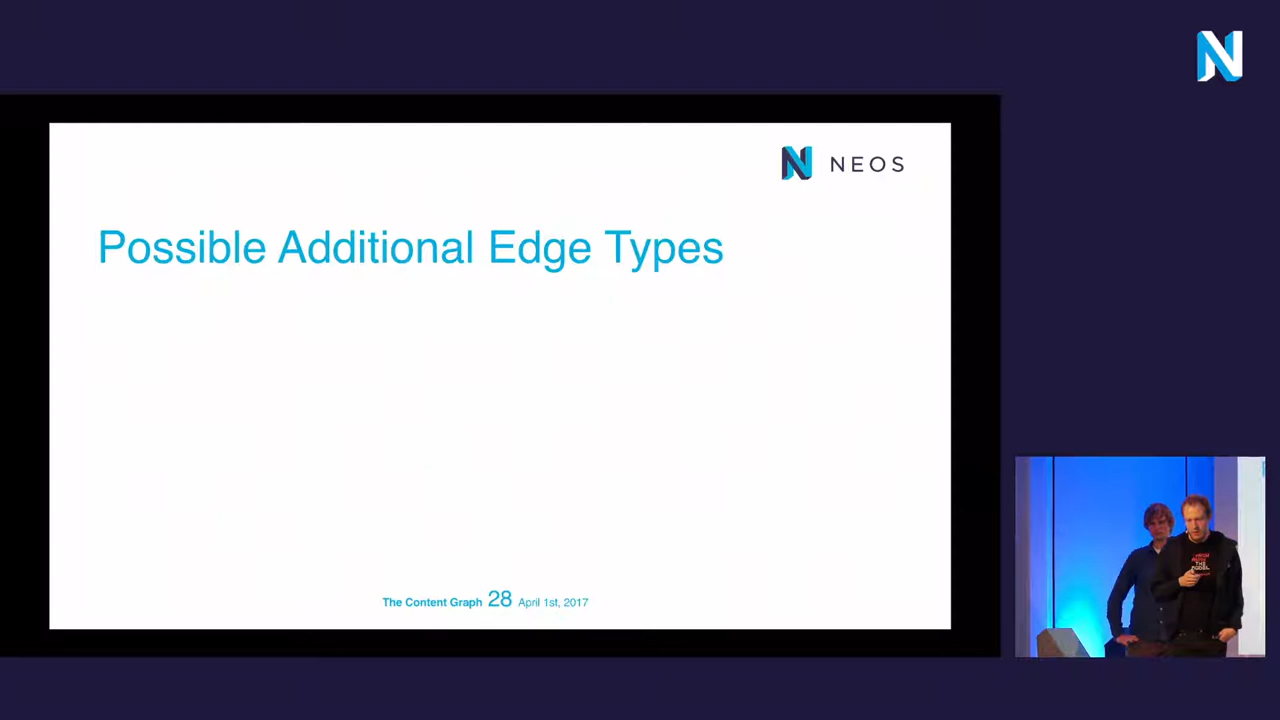 NEOS
Possible Additional Edge Types
The Content Graph 28 April 1st, 2017